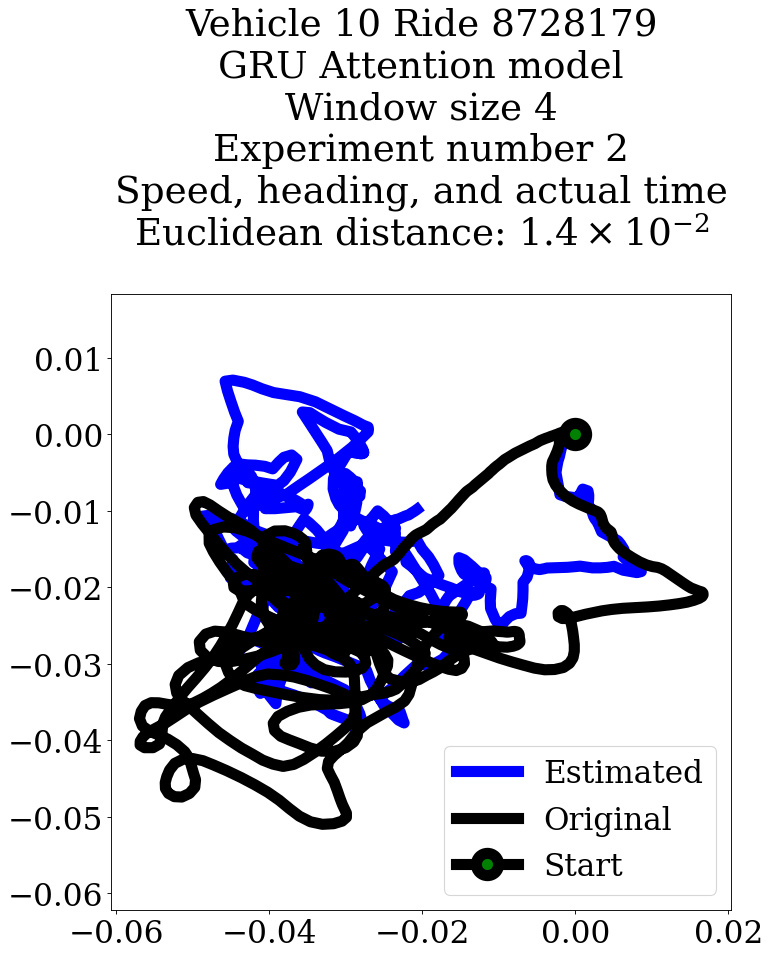 Vehicle 10 Ride 8728179
GRU Attention model
Window size 4
Experiment number 2
Speed, heading, and actual time
Euclidean distance: 1.4 × 10⁻²
0.01
0.00
−0.01
−0.02
−0.03
−0.04
−0.05
−0.06
Estimated
Original
Start
−0.06 −0.04 −0.02 0.00 0.02